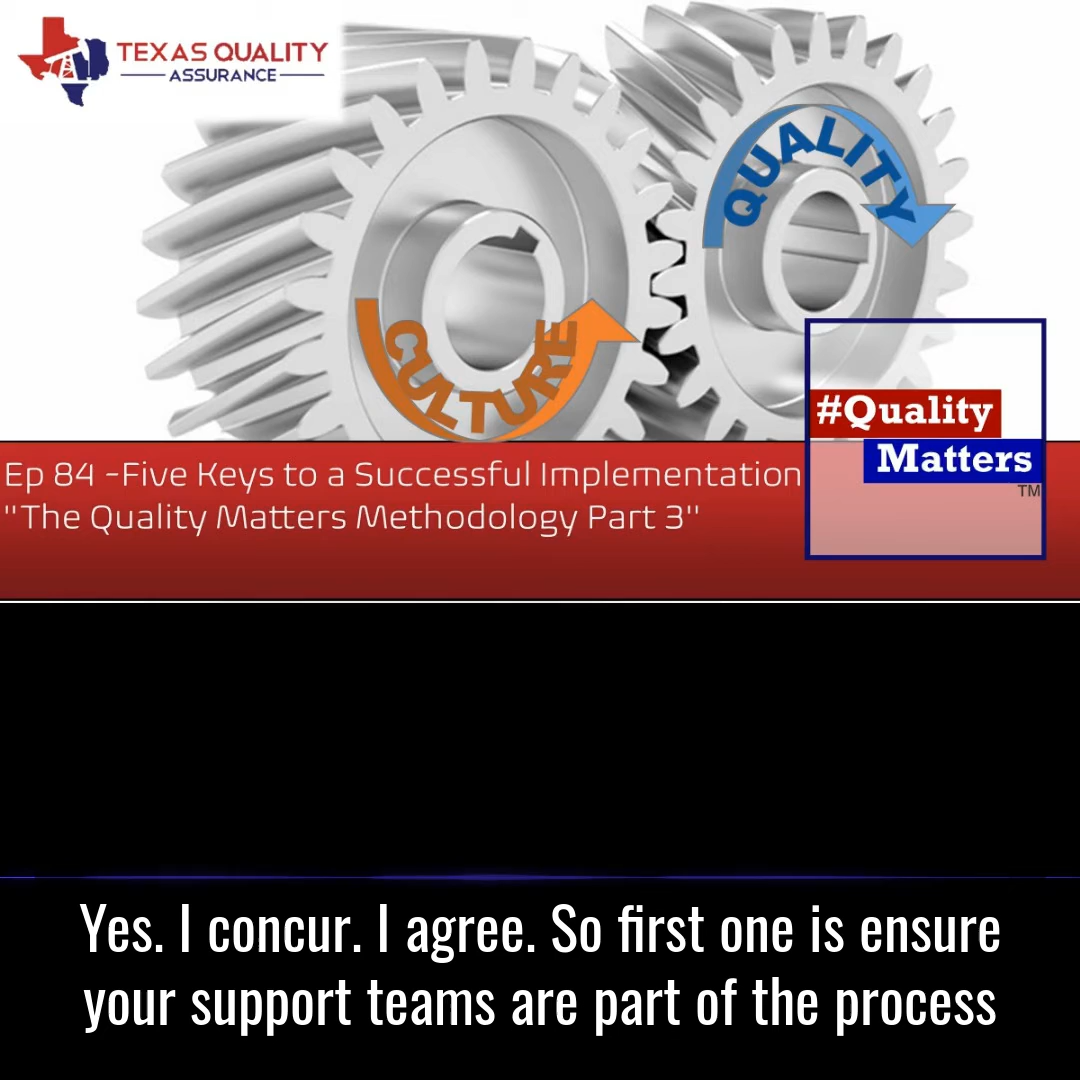 TEXAS QUALITY
ASSURANCE
QUALITY
CULTURE
#Quality
Matters
TM
Ep 84 -Five Keys to a Successful Implementation
"The Quality Matters Methodology Part 3"
Yes. I concur. I agree. So first one is ensure
your support teams are part of the process